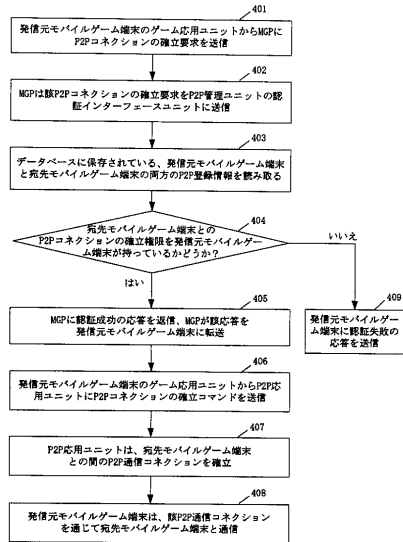 401
発信元モバイルゲーム端末のゲーム応用ユニットからMGPに
P2Pコネクションの確立要求を送信
402
MGPは該P2Pコネクションの確立要求をP2P管理ユニットの認
証インターフェースユニットに送信
403
データベースに保存されている、発信元モバイルゲーム端末
と宛先モバイルゲーム端末の両方のP2P登録情報を読み取る
404
宛先モバイルゲーム端末との
P2Pコネクションの確立権限を発信元モバイルゲー
ム端末が持っているかどうか？
いいえ
はい
405
MGPに認証成功の応答を返信、MGPが該応答を
発信元モバイルゲーム端末に転送
409
発信元モバイルゲー
ム端末に認証失敗の
応答を送信
406
発信元モバイルゲーム端末のゲーム応用ユニットからP2P応
用ユニットにP2Pコネクションの確立コマンドを送信
407
P2P応用ユニットは、宛先モバイルゲーム端末
との間のP2P通信コネクションを確立
408
発信元モバイルゲーム端末は、該P2P通信コネクション
を通じて宛先モバイルゲーム端末と通信